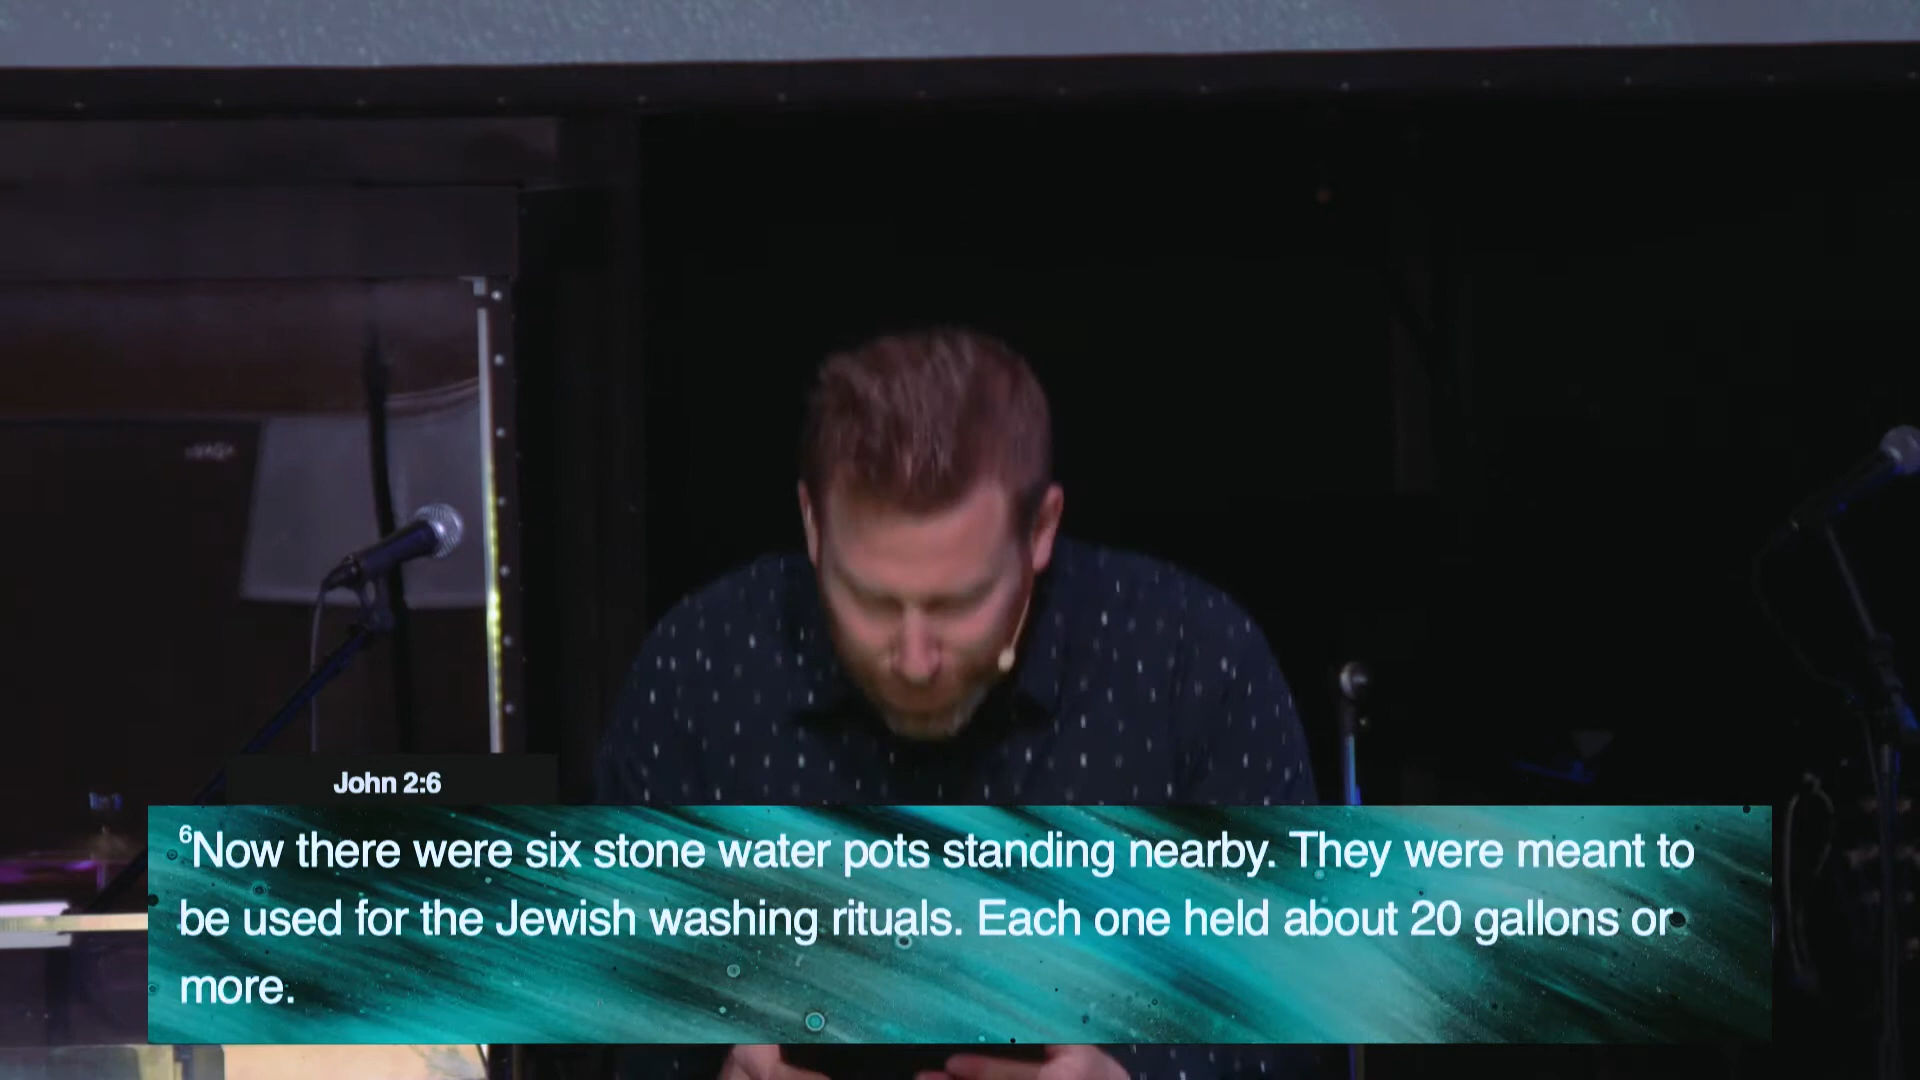 John 2:6
⁶Now there were six stone water pots standing nearby. They were meant to
be used for the Jewish washing rituals. Each one held about 20 gallons or
more.